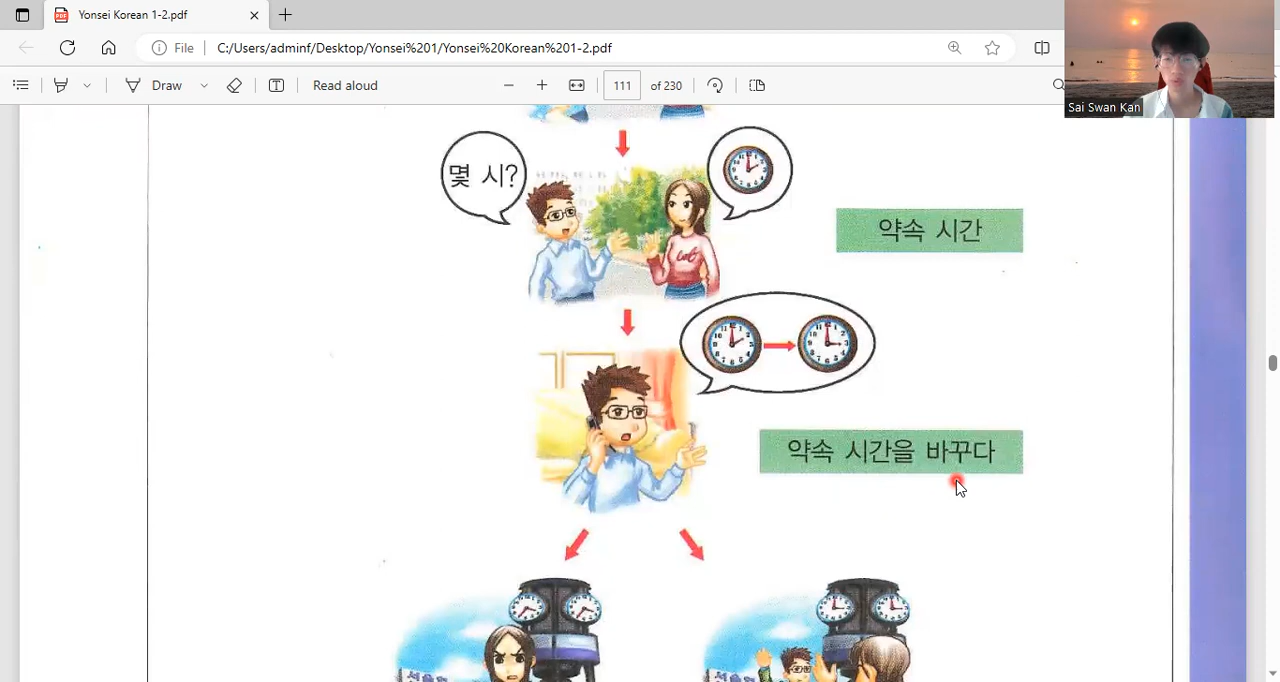 Yonsei Korean 1-2.pdf
File
C:/Users/adminf/Desktop/Yonsei%201/Yonsei%20Korean%201-2.pdf
Draw
Read aloud
111
of 230
Sai Swan Kan
몇 시?
약속 시간
약속 시간을 바꾸다